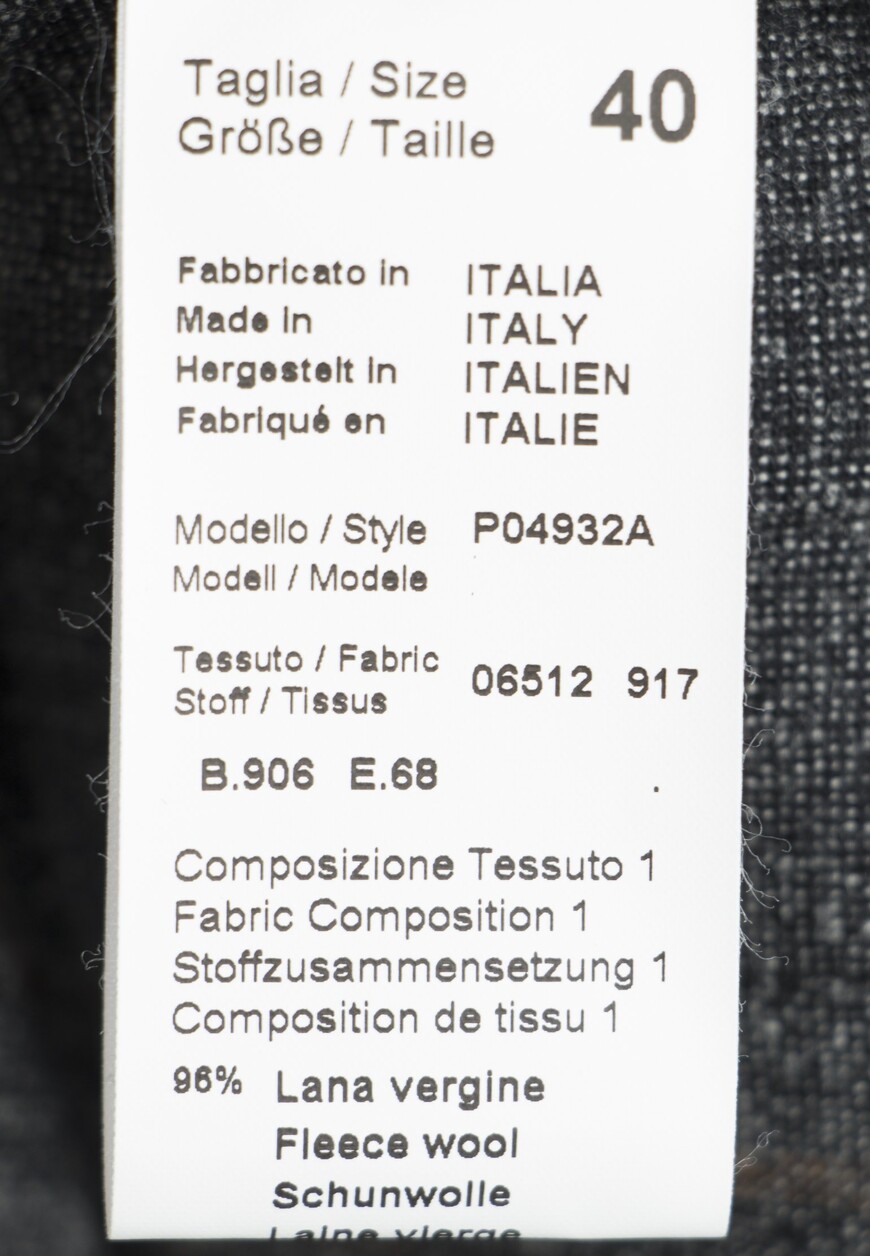 Taglia / Size 40
Größe / Taille
Fabbricato in ITALIA
Made in ITALY
Hergestelt in ITALIEN
Fabriqué en ITALIE
Modello / Style P04932A
Modell / Modele
Tessuto / Fabric 06512 917
Stoff / Tissus
B.906 E.68 .
Composizione Tessuto 1
Fabric Composition 1
Stoffzusammensetzung 1
Composition de tissu 1
96% Lana vergine
Fleece wool
Schunwolle
Laine vierge